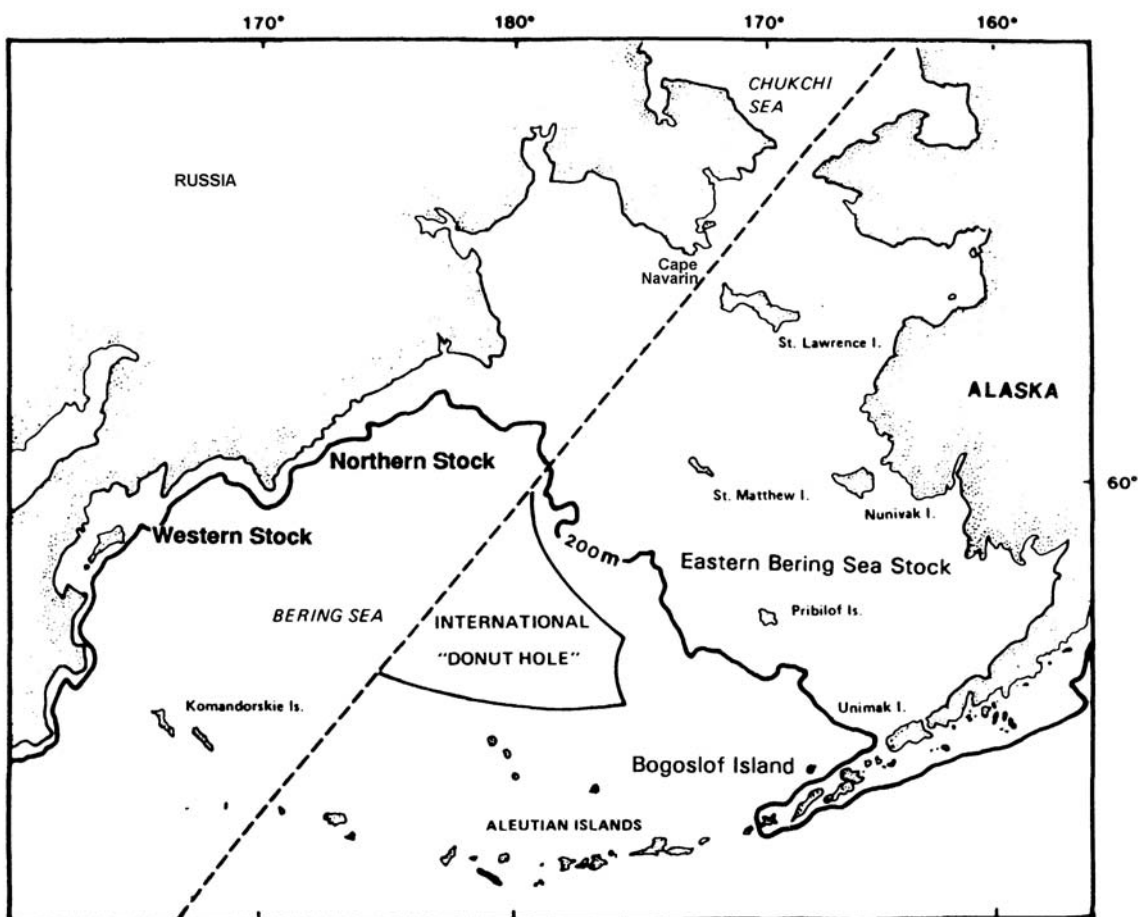 170°
180°
170°
160°
CHUKCHI
SEA
RUSSIA
Cape
Navarin
St. Lawrence I.
ALASKA
Northern Stock
60°
St. Matthew I.
Nunivak I.
Western Stock
200m
Eastern Bering Sea Stock
BERING SEA
INTERNATIONAL
"DONUT HOLE"
Pribilof Is.
Komandorskie Is.
Unimak I.
Bogoslof Island
ALEUTIAN ISLANDS